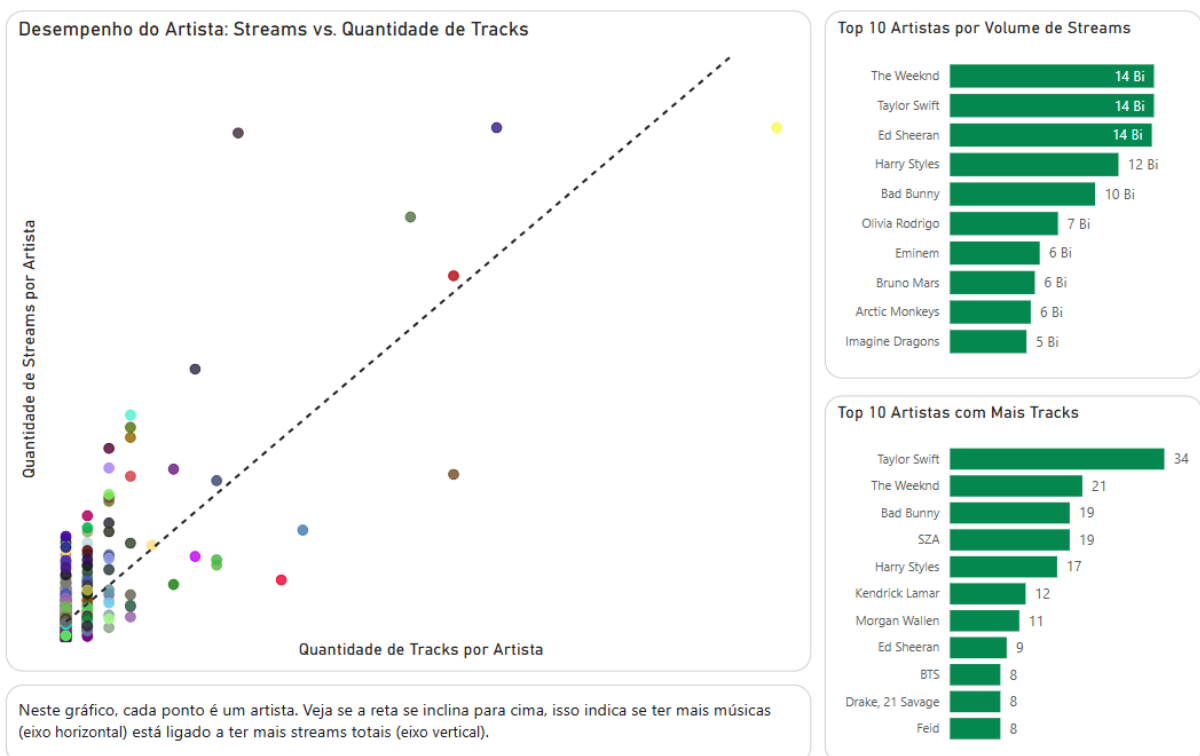 Desempenho do Artista: Streams vs. Quantidade de Tracks
Quantidade de Streams por Artista
Quantidade de Tracks por Artista
Neste gráfico, cada ponto é um artista. Veja se a reta se inclina para cima, isso indica se ter mais músicas
(eixo horizontal) está ligado a ter mais streams totais (eixo vertical).
Top 10 Artistas por Volume de Streams
The Weeknd 14 Bi
Taylor Swift 14 Bi
Ed Sheeran 14 Bi
Harry Styles 12 Bi
Bad Bunny 10 Bi
Olivia Rodrigo 7 Bi
Eminem 6 Bi
Bruno Mars 6 Bi
Arctic Monkeys 6 Bi
Imagine Dragons 5 Bi
Top 10 Artistas com Mais Tracks
Taylor Swift 34
The Weeknd 21
Bad Bunny 19
SZA 19
Harry Styles 17
Kendrick Lamar 12
Morgan Wallen 11
Ed Sheeran 9
BTS 8
Drake, 21 Savage 8
Feid 8